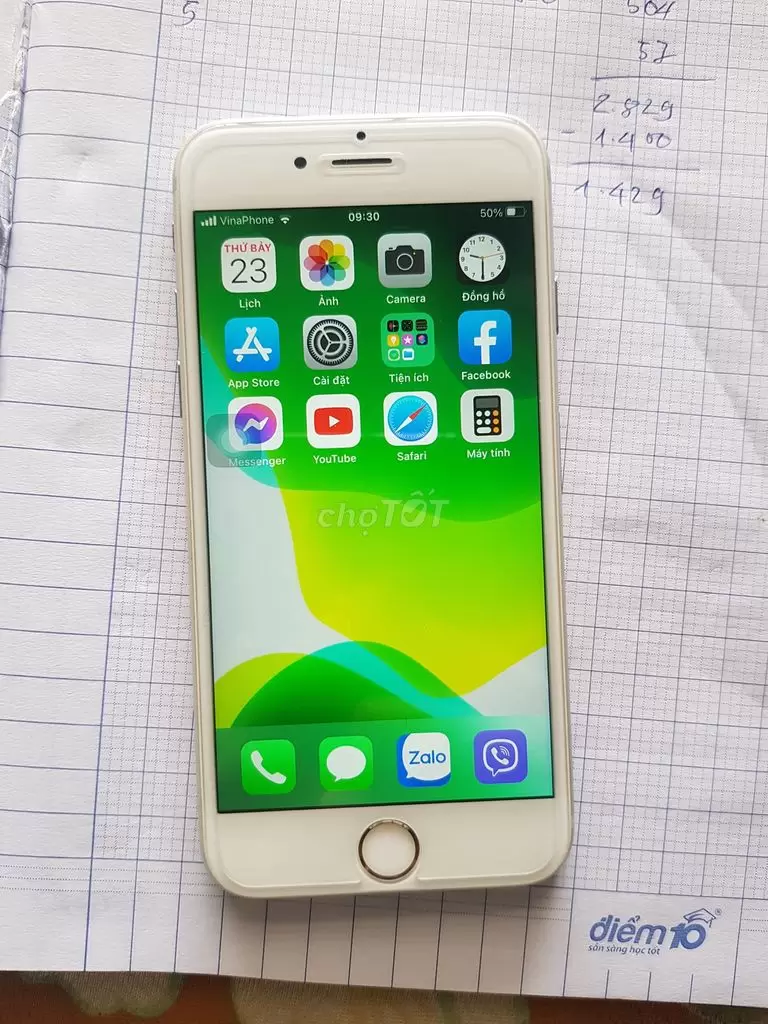 5
504
57
2.829
- 1.400
1.429
VinaPhone 09:30 50%
THỨ BẢY
23
Lịch Ảnh Camera Đồng hồ
App Store Cài đặt Tiện ích Facebook
Messenger YouTube Safari Máy tính
chợTỐT
Zalo
điểm10
sẵn sàng học tốt